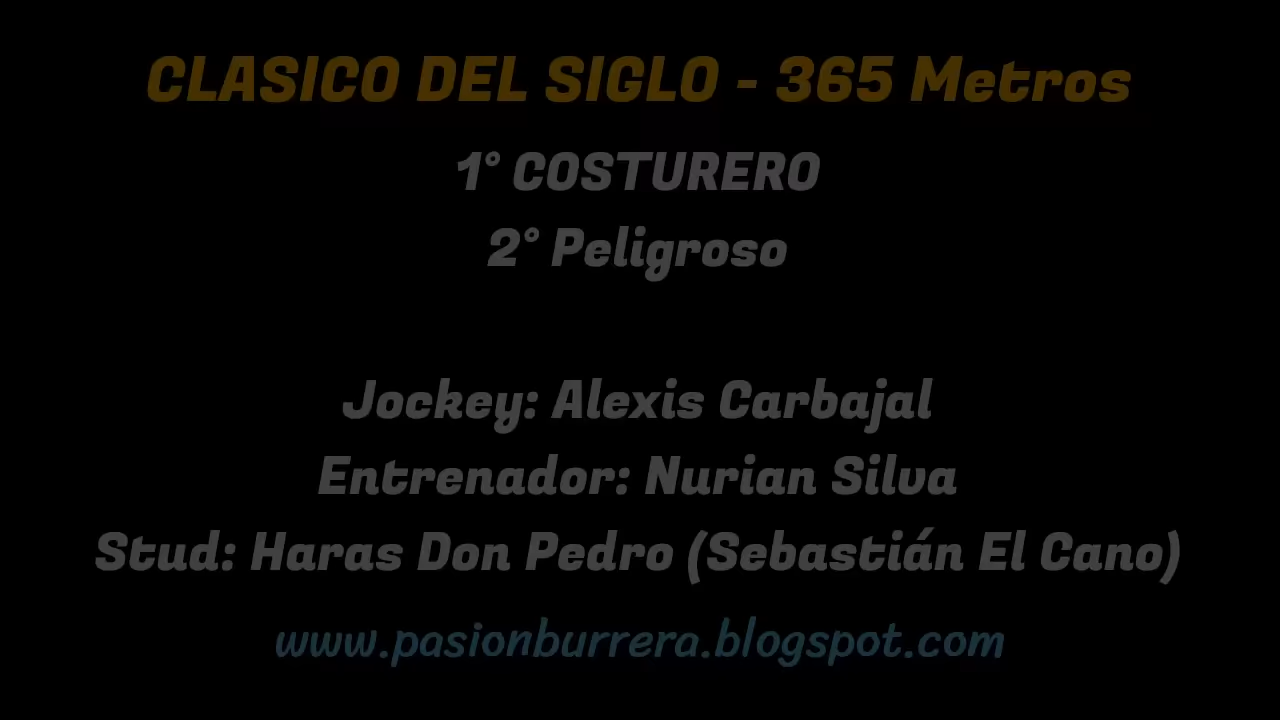 CLASICO DEL SIGLO - 365 Metros
1° COSTURERO
2° Peligroso
Jockey: Alexis Carbajal
Entrenador: Nurian Silva
Stud: Haras Don Pedro (Sebastián El Cano)
www.pasionburrera.blogspot.com